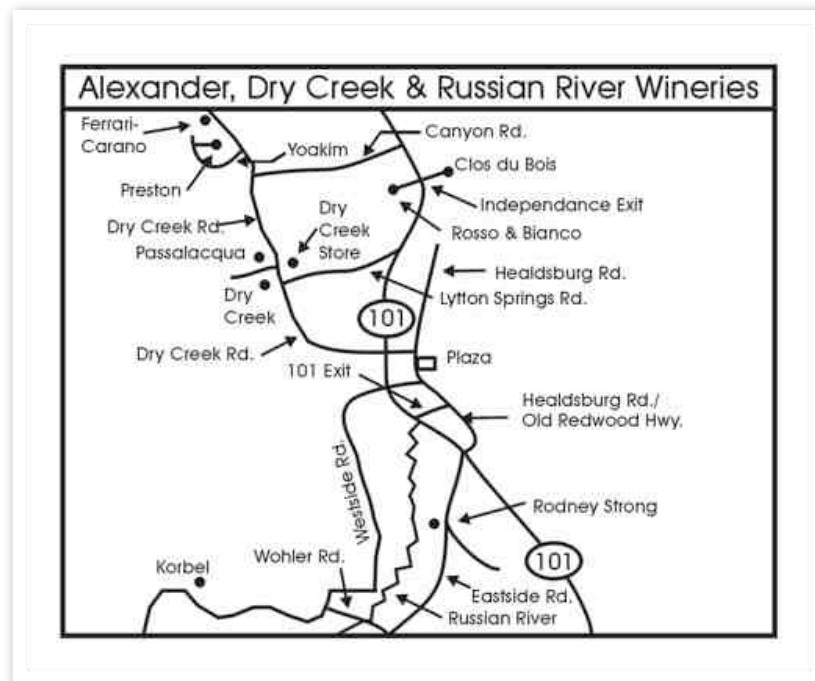 Alexander, Dry Creek & Russian River Wineries
Ferrari-
Carano
Canyon Rd.
Yoakim
Clos du Bois
Preston
Independance Exit
Dry
Creek
Store
Dry Creek Rd.
Rosso & Bianco
Passalacqua
Healdsburg Rd.
Dry
Creek
Lytton Springs Rd.
101
Dry Creek Rd.
Plaza
101 Exit
Healdsburg Rd./
Old Redwood Hwy.
Westside Rd.
Rodney Strong
Wohler Rd.
101
Korbel
Eastside Rd.
Russian River